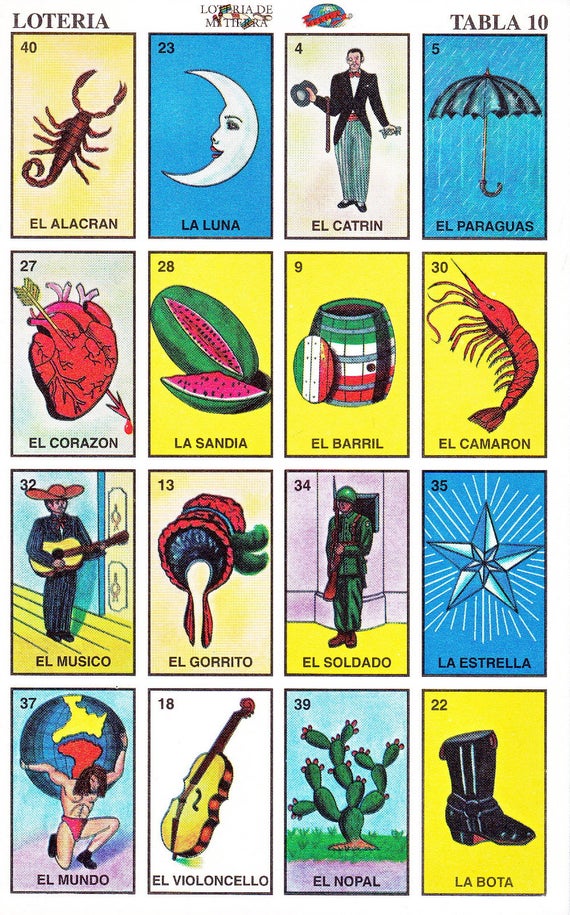 LOTERIA
LOTERIA DE
MI TIERRA
TABLA 10
40
EL ALACRAN
23
LA LUNA
4
EL CATRIN
5
EL PARAGUAS
27
EL CORAZON
28
LA SANDIA
9
EL BARRIL
30
EL CAMARON
32
EL MUSICO
13
EL GORRITO
34
EL SOLDADO
35
LA ESTRELLA
37
EL MUNDO
18
EL VIOLONCELLO
39
EL NOPAL
22
LA BOTA